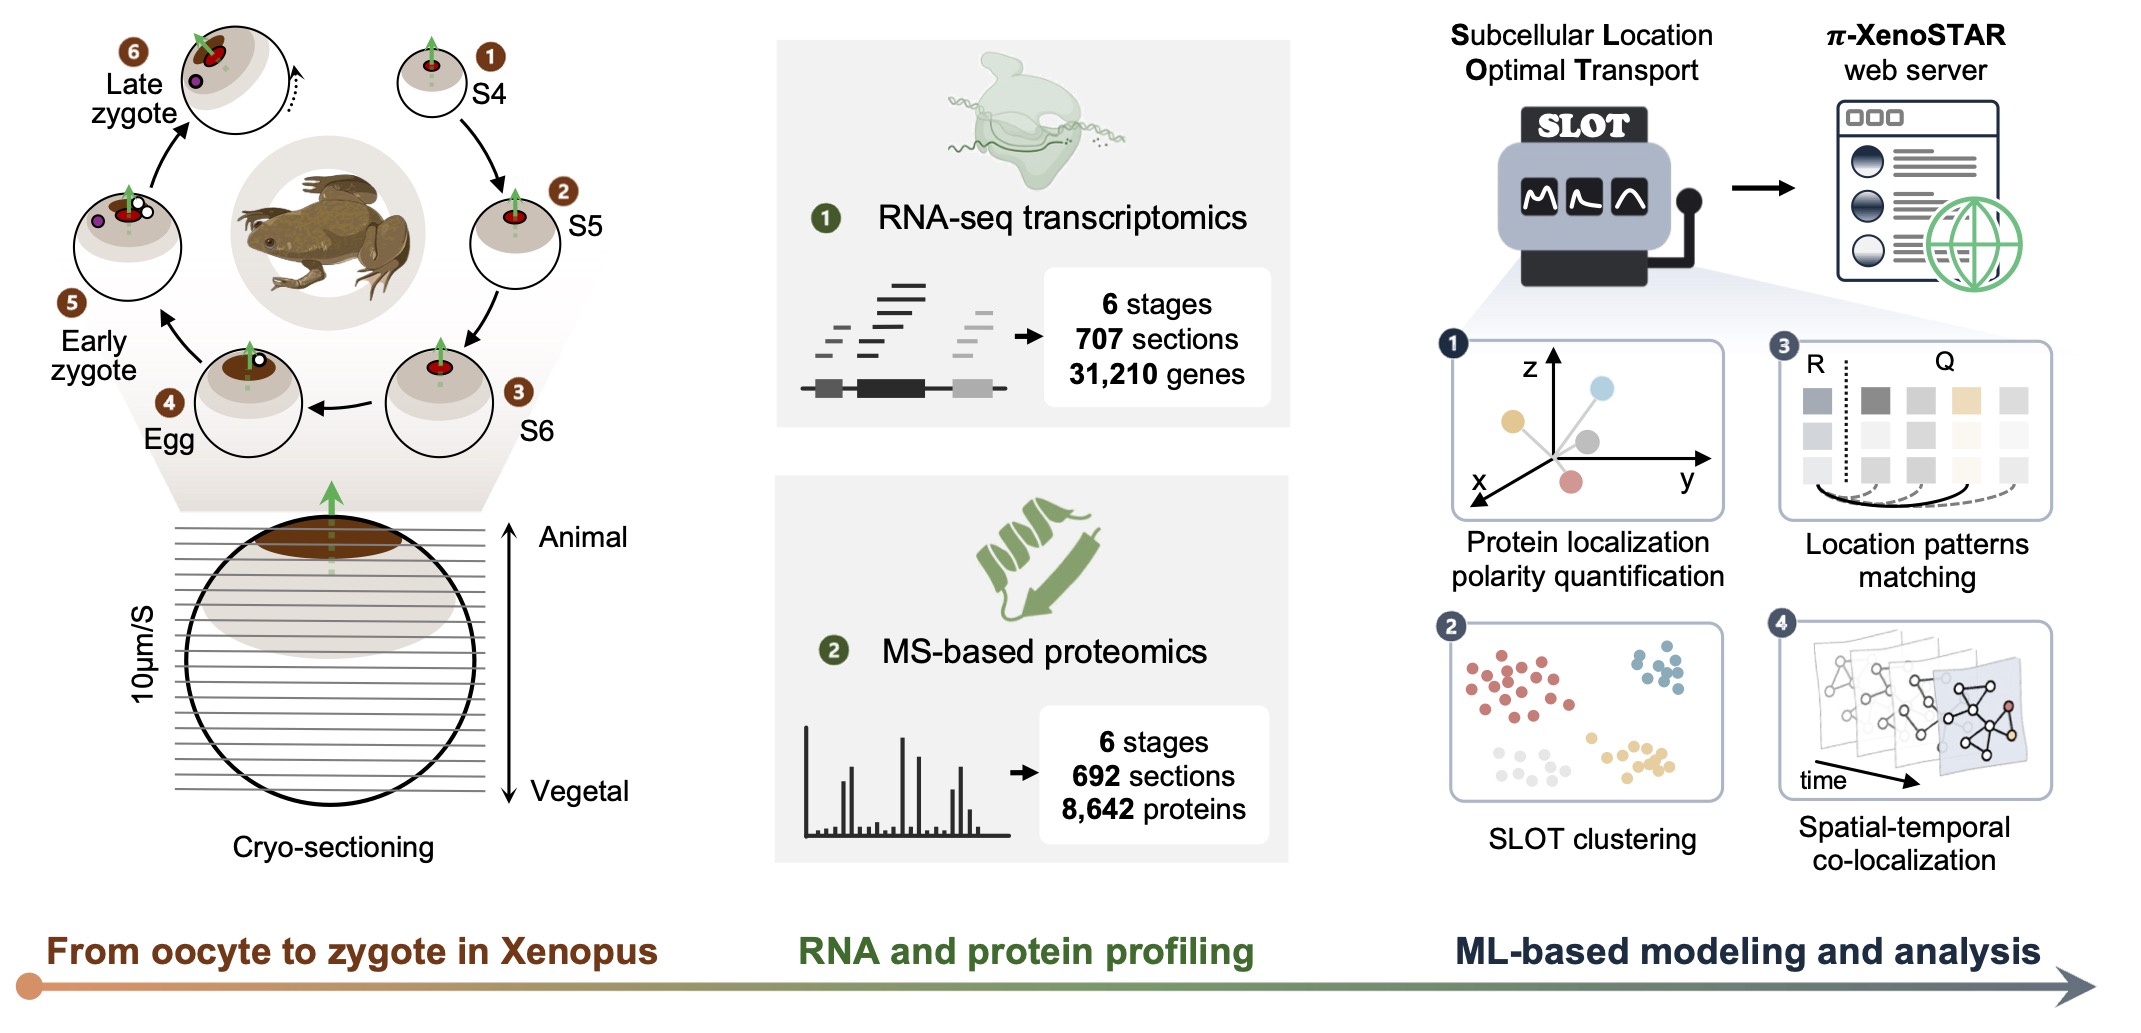 6
Late
zygote
1
S4
2
S5
5
Early
zygote
4
Egg
3
S6
10μm/S
Animal
Vegetal
Cryo-sectioning
1 RNA-seq transcriptomics
6 stages
707 sections
31,210 genes
2 MS-based proteomics
6 stages
692 sections
8,642 proteins
Subcellular Location
Optimal Transport
SLOT
π-XenoSTAR
web server
1
z
x
y
Protein localization
polarity quantification
3
R Q
Location patterns
matching
2
SLOT clustering
4
time
Spatial-temporal
co-localization
From oocyte to zygote in Xenopus
RNA and protein profiling
ML-based modeling and analysis